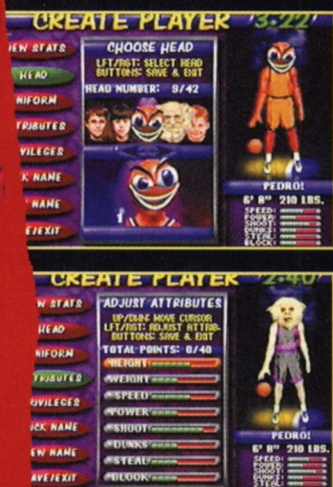 CREATE PLAYER 3:22
EW STATS
HEAD
NIFORM
TRIBUTES
VILEGES
CK NAME
NAME
E/EXIT
CHOOSE HEAD
LFT/RGT: SELECT HEAD
BUTTONS: SAVE & EXIT
HEAD NUMBER: 9/42
PEDRO!
6' 8" 210 LBS.
SPEED:
POWER:
SHOOT:
DUNKS:
STEAL:
BLOCK:
CREATE PLAYER 2:40
W STATS
HEAD
NIFORM
TRIBUTES
UILEGES
ICK NAME
EW NAME
AVE/EXIT
ADJUST ATTRIBUTES
UP/DWN: MOVE CURSOR
LFT/RGT: ADJUST ATTRIB.
BUTTONS: SAVE & EXIT
TOTAL POINTS: 0/40
HEIGHT
WEIGHT
SPEED
POWER
SHOOT
DUNKS
STEAL
BLOCK
PEDRO!
6' 8" 210 LBS.
SPEED:
POWER:
SHOOT:
DUNKS:
STEAL: